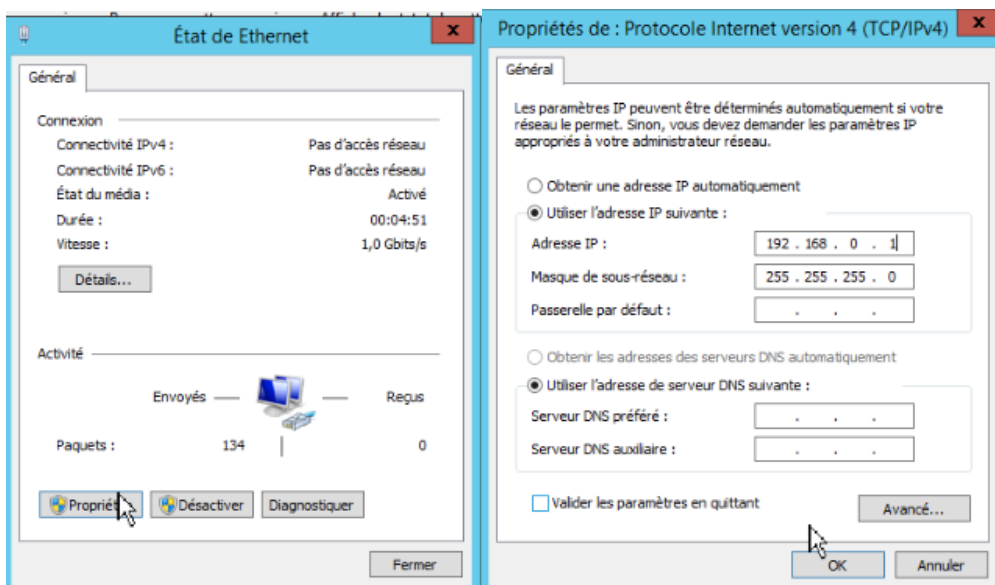 État de Ethernet
x
Général
Connexion
Connectivité IPv4 : Pas d'accès réseau
Connectivité IPv6 : Pas d'accès réseau
État du média : Activé
Durée : 00:04:51
Vitesse : 1,0 Gbits/s
Détails...
Activité
Envoyés Reçus
Paquets : 134 0
Désactiver Diagnostiquer
Fermer
Propriétés de : Protocole Internet version 4 (TCP/IPv4)
x
Général
Les paramètres IP peuvent être déterminés automatiquement si votre
réseau le permet. Sinon, vous devez demander les paramètres IP
appropriés à votre administrateur réseau.
Obtenir une adresse IP automatiquement
Utiliser l'adresse IP suivante :
Adresse IP : 192 . 168 . 0 . 1
Masque de sous-réseau : 255 . 255 . 255 . 0
Passerelle par défaut : . . .
Obtenir les adresses des serveurs DNS automatiquement
Utiliser l'adresse de serveur DNS suivante :
Serveur DNS préféré : . . .
Serveur DNS auxiliaire : . . .
Valider les paramètres en quittant
Avancé...
OK Annuler